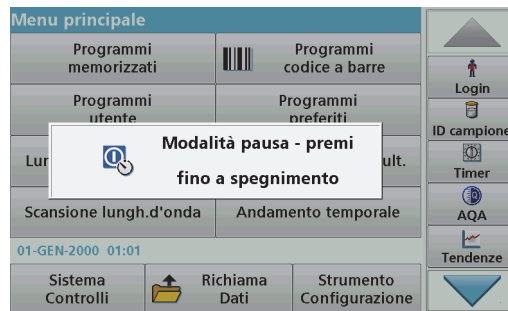 Menu principale
Programmi
memorizzati
Programmi
codice a barre
Programmi
utente
Programmi
preferiti
Modalità pausa - premi
fino a spegnimento
Scansione lungh.d'onda
Andamento temporale
01-GEN-2000 01:01
Sistema
Controlli
Richiama
Dati
Strumento
Configurazione
Login
ID campione
Timer
AQA
Tendenze